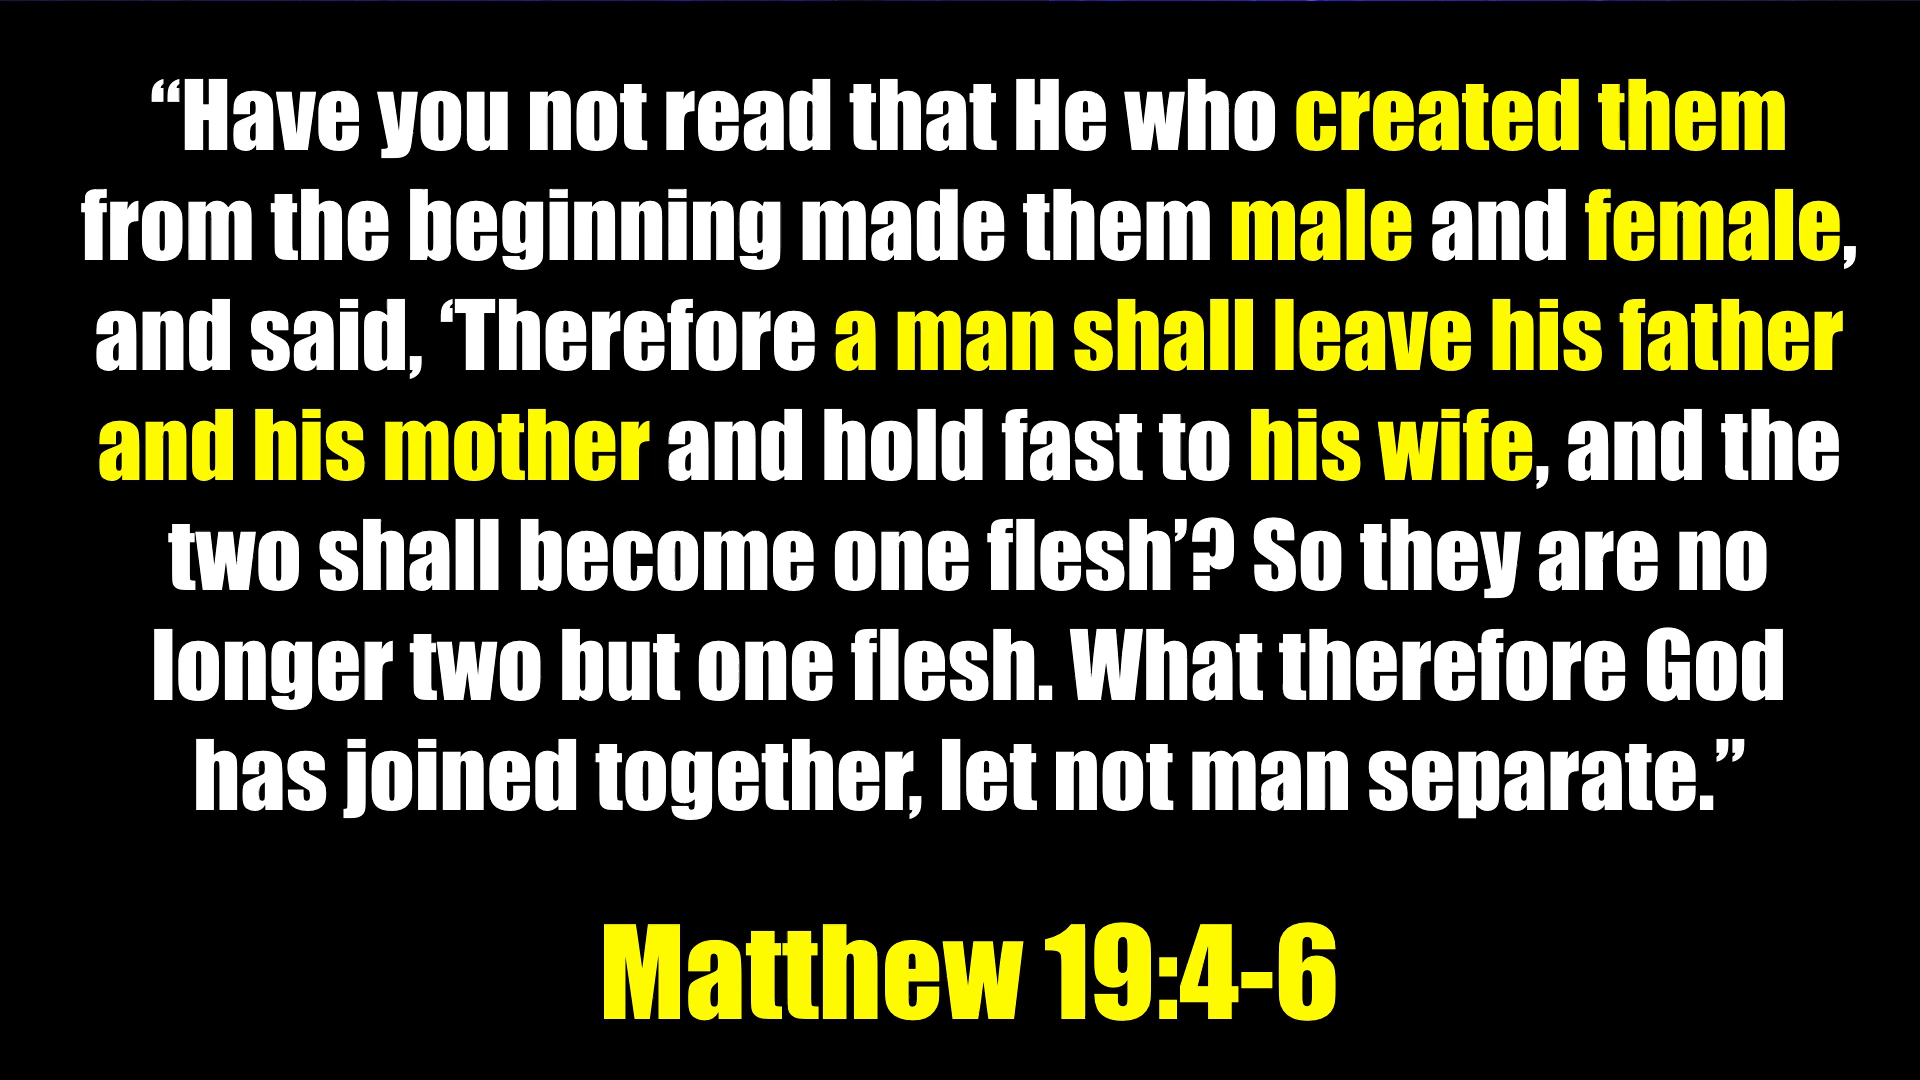 “Have you not read that He who created them
from the beginning made them male and female,
and said, ‘Therefore a man shall leave his father
and his mother and hold fast to his wife, and the
two shall become one flesh’? So they are no
longer two but one flesh. What therefore God
has joined together, let not man separate.”
Matthew 19:4-6